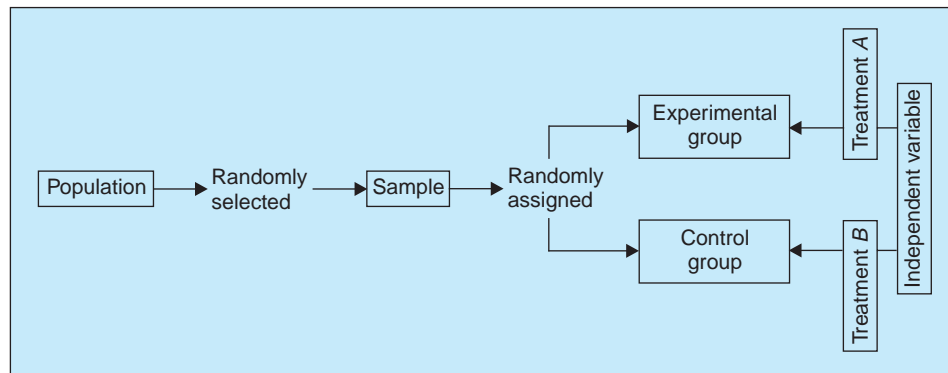 Population
Randomly
selected
Sample
Randomly
assigned
Experimental
group
Control
group
Treatment A
Treatment B
Independent variable